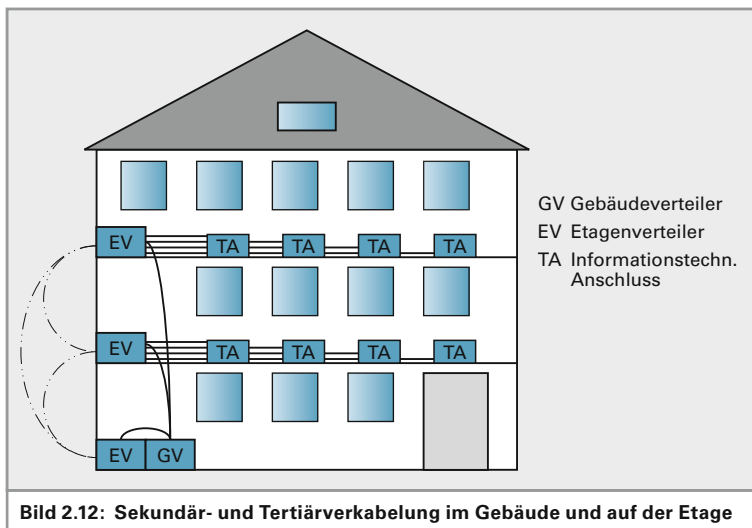 GV Gebäudeverteiler
EV Etagenverteiler
TA Informationstechn.
Anschluss
EV TA TA TA TA
EV TA TA TA TA
EV GV
Bild 2.12: Sekundär- und Tertiärverkabelung im Gebäude und auf der Etage